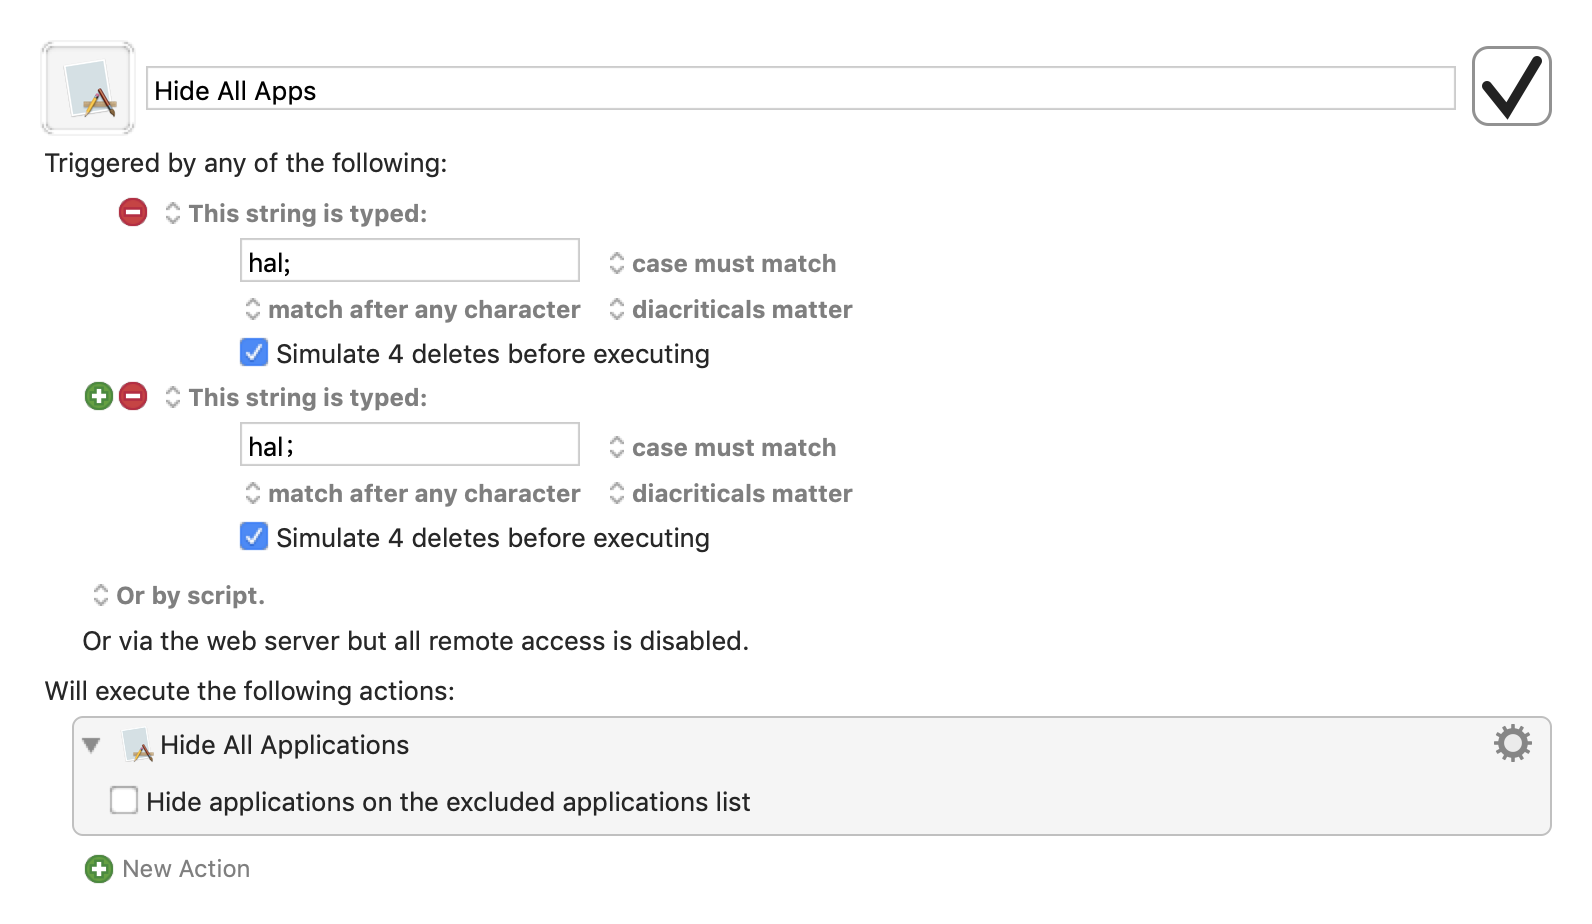 Hide All Apps
Triggered by any of the following:
This string is typed:
hal;
case must match
match after any character
diacriticals matter
Simulate 4 deletes before executing
This string is typed:
hal；
case must match
match after any character
diacriticals matter
Simulate 4 deletes before executing
Or by script.
Or via the web server but all remote access is disabled.
Will execute the following actions:
Hide All Applications
Hide applications on the excluded applications list
New Action